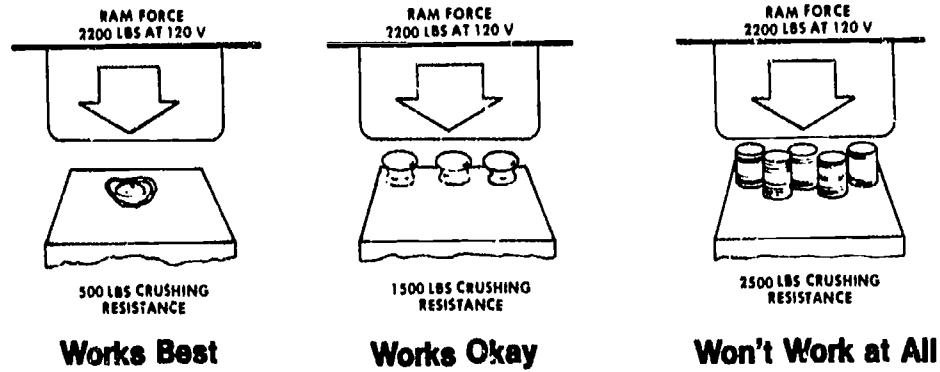 RAM FORCE
2200 LBS AT 120 V
500 LBS CRUSHING
RESISTANCE
Works Best
RAM FORCE
2200 LBS AT 120 V
1500 LBS CRUSHING
RESISTANCE
Works Okay
RAM FORCE
2200 LBS AT 120 V
2500 LBS CRUSHING
RESISTANCE
Won't Work at All